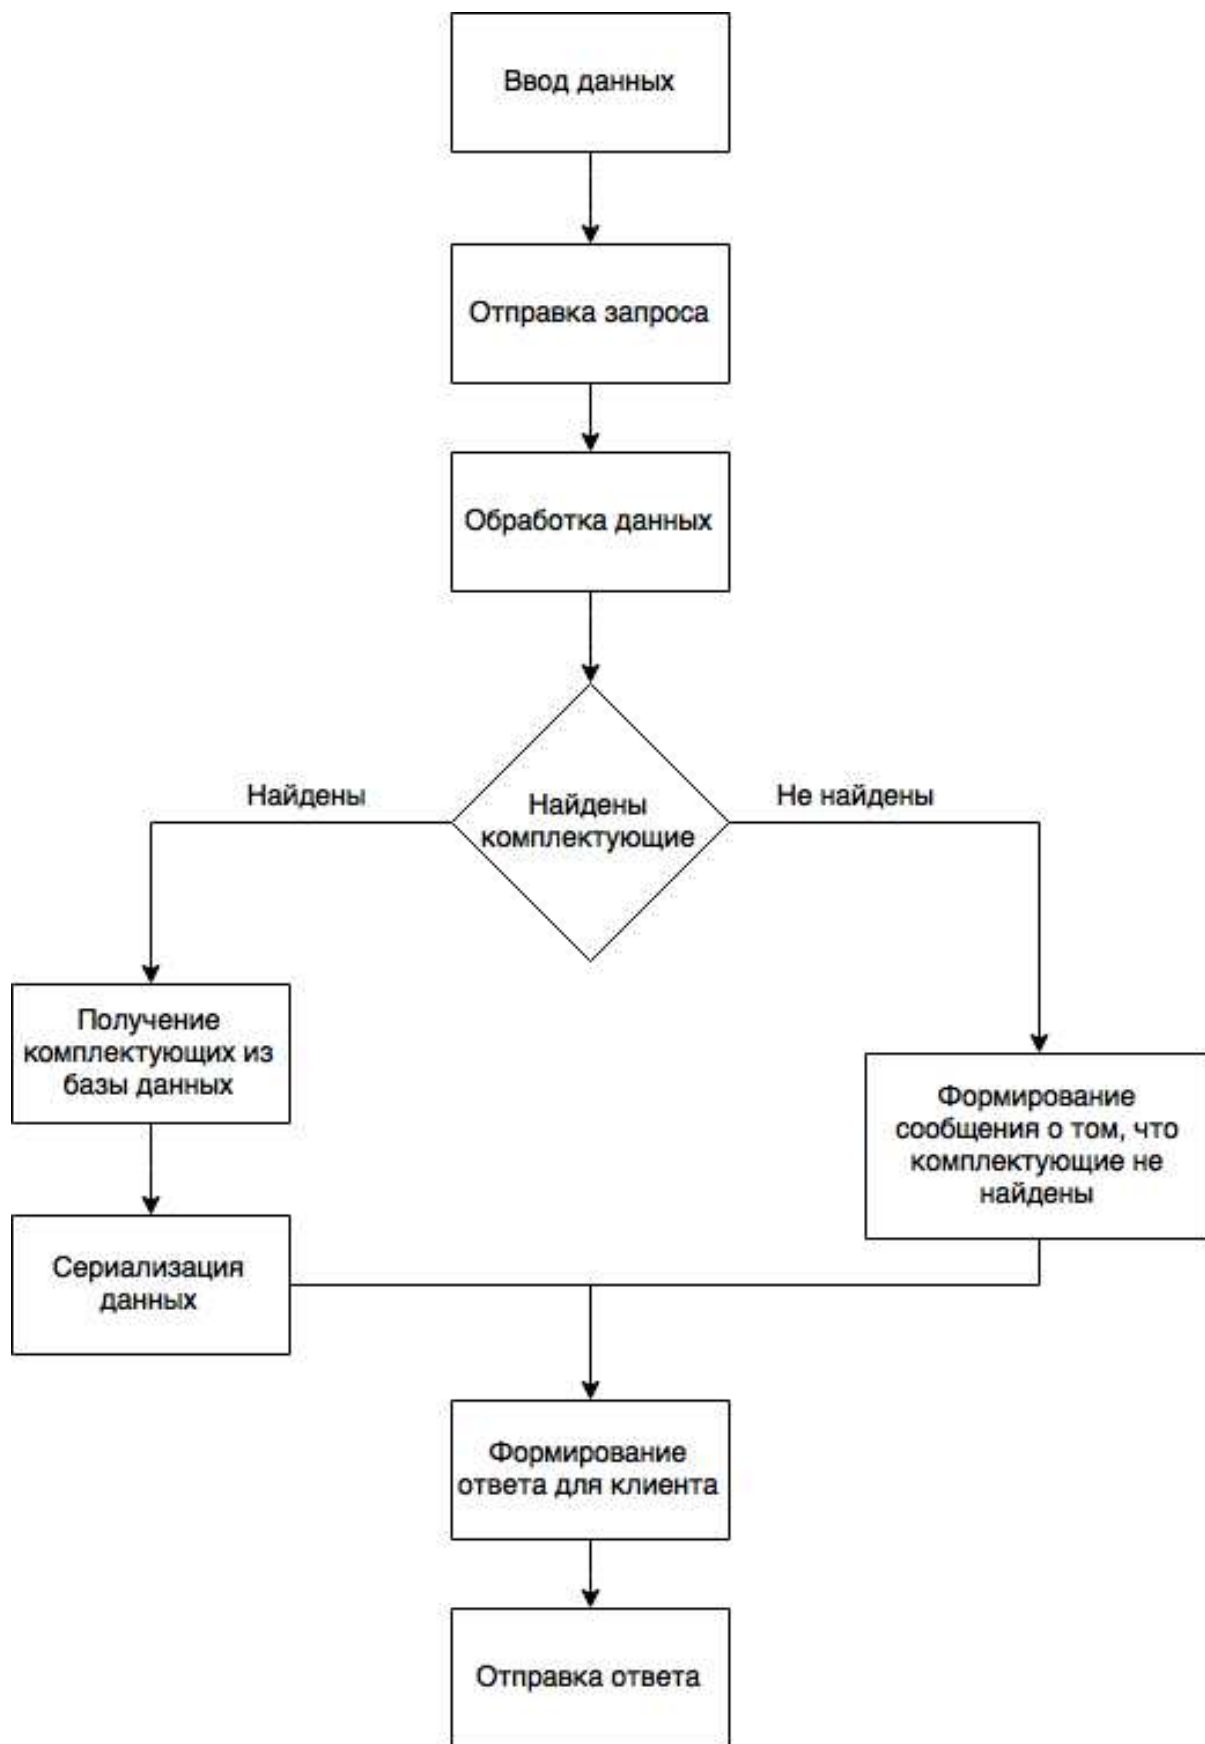 Ввод данных
Отправка запроса
Обработка данных
Найдены
Найдены
комплектующие
Не найдены
Получение
комплектующих из
базы данных
Формирование
сообщения о том, что
комплектующие не
найдены
Сериализация
данных
Формирование
ответа для клиента
Отправка ответа